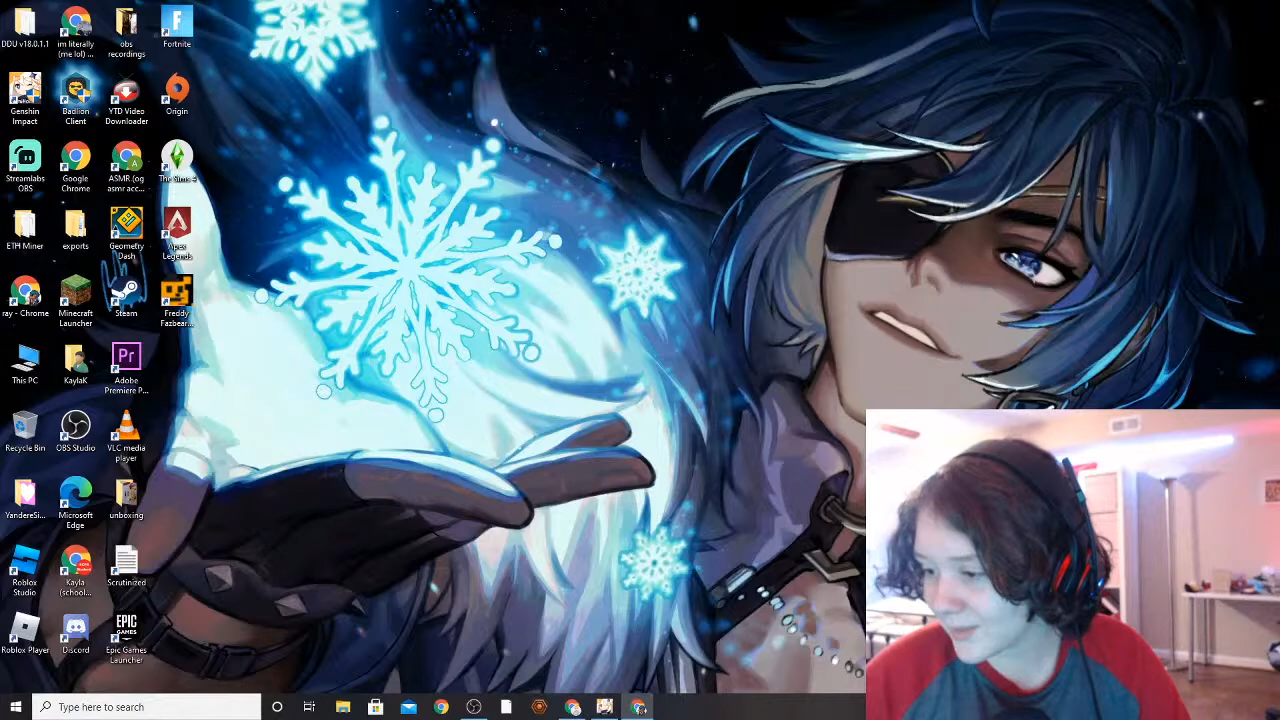 DDU v18.0.1.1
im literally
(me lol) ...
obs
recordings
Fortnite
Genshin
Impact
Badlion
Client
YTD Video
Downloader
Origin
Streamlabs
OBS
Google
Chrome
ASMR (og
asmr acc...
The Sims 4
ETH Miner
exports
Geometry
Dash
Apex
Legends
ray - Chrome
Minecraft
Launcher
Steam
Freddy
Fazbear...
This PC
KaylaK
Pr
Adobe
Premiere P...
Recycle Bin
OBS Studio
VLC media
player
YandereSi...
Microsoft
Edge
unboxing
Roblox
Studio
Kayla
(school...
Scrutinized
Roblox Player
Discord
EPIC
GAMES
Epic Games
Launcher
Type here to search